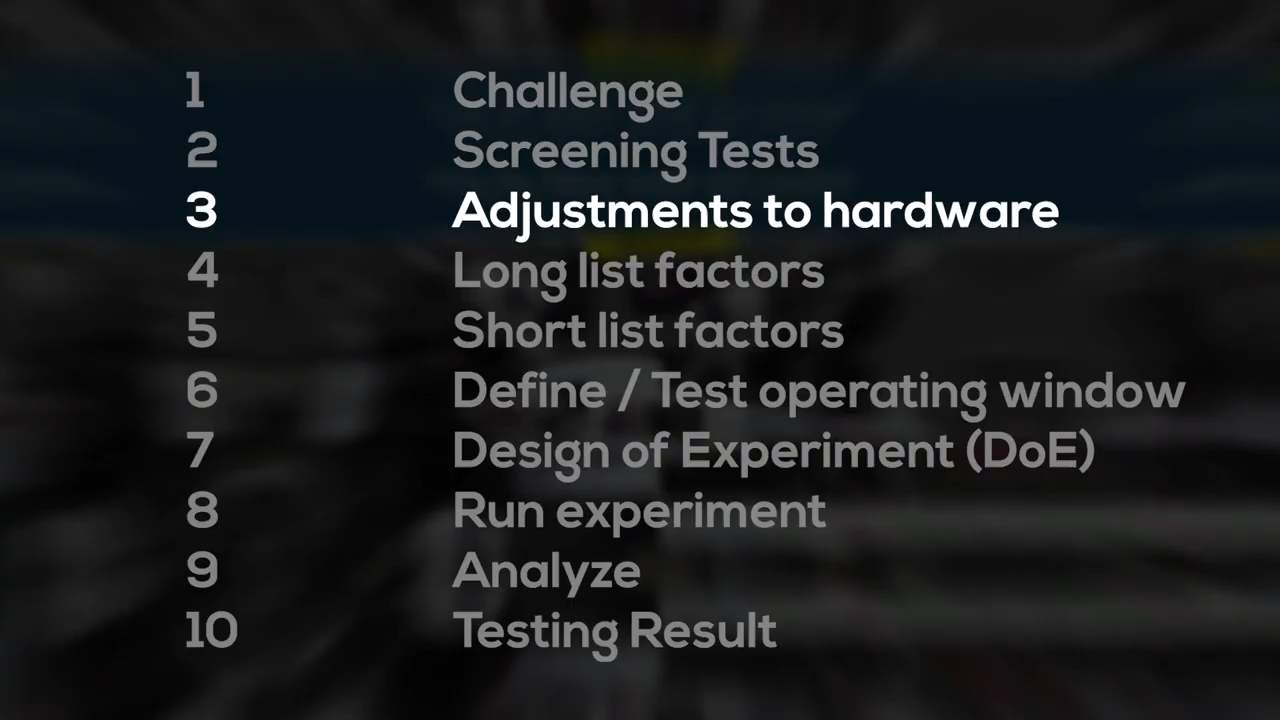 1 Challenge
2 Screening Tests
3 Adjustments to hardware
4 Long list factors
5 Short list factors
6 Define / Test operating window
7 Design of Experiment (DoE)
8 Run experiment
9 Analyze
10 Testing Result